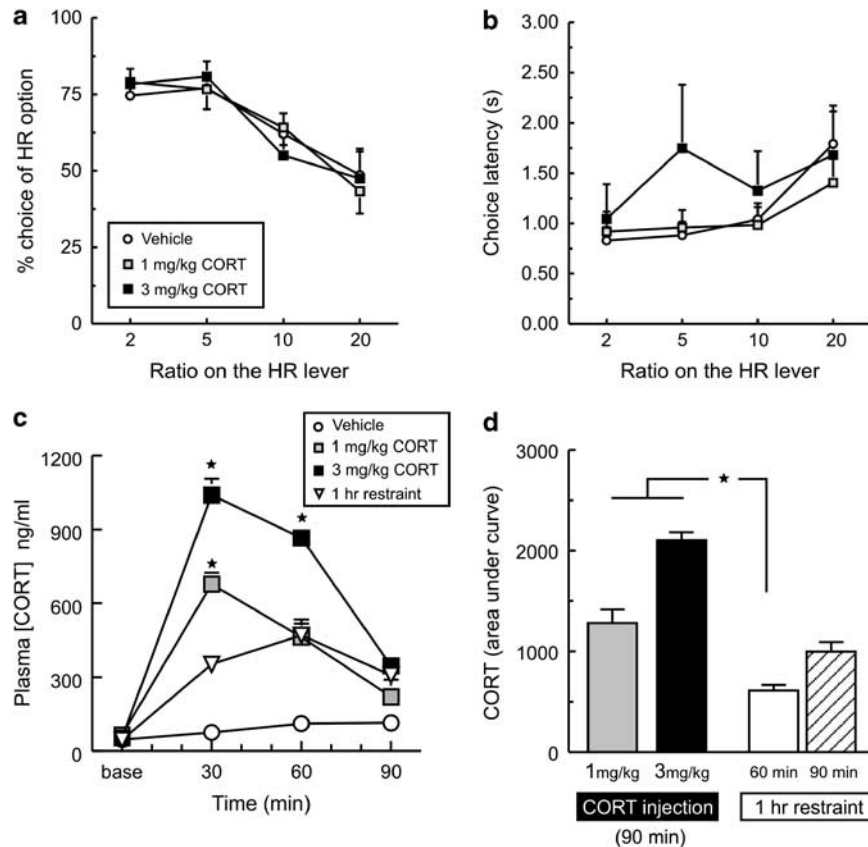 a
100
75
50
25
0
% choice of HR option
Vehicle
1 mg/kg CORT
3 mg/kg CORT
2 5 10 20
Ratio on the HR lever
b
3.00
2.50
2.00
1.50
1.00
0.50
0.00
Choice latency (s)
2 5 10 20
Ratio on the HR lever
c
Vehicle
1 mg/kg CORT
3 mg/kg CORT
1 hr restraint
1200
900
600
300
0
Plasma [CORT] ng/ml
base 30 60 90
Time (min)
d
3000
2000
1000
0
CORT (area under curve)
1mg/kg 3mg/kg 60 min 90 min
CORT injection 1 hr restraint
(90 min)